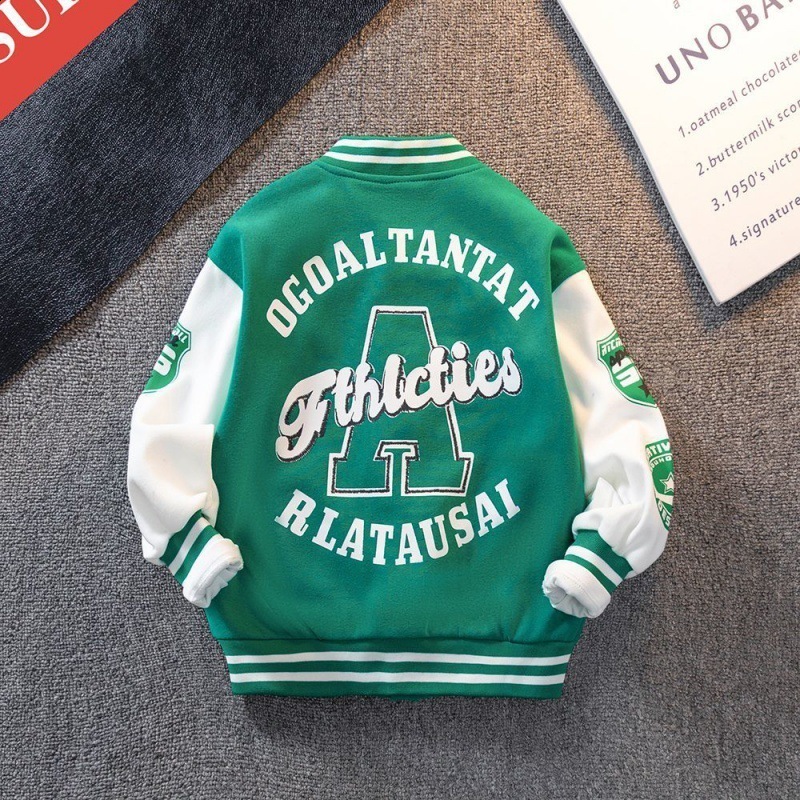 UNO BA
1.oatmeal chocolate
2.buttermilk sco
3.1950's victo
4.signature
OGOALTANTAT
A
Fthlcties
RLATAUSAI